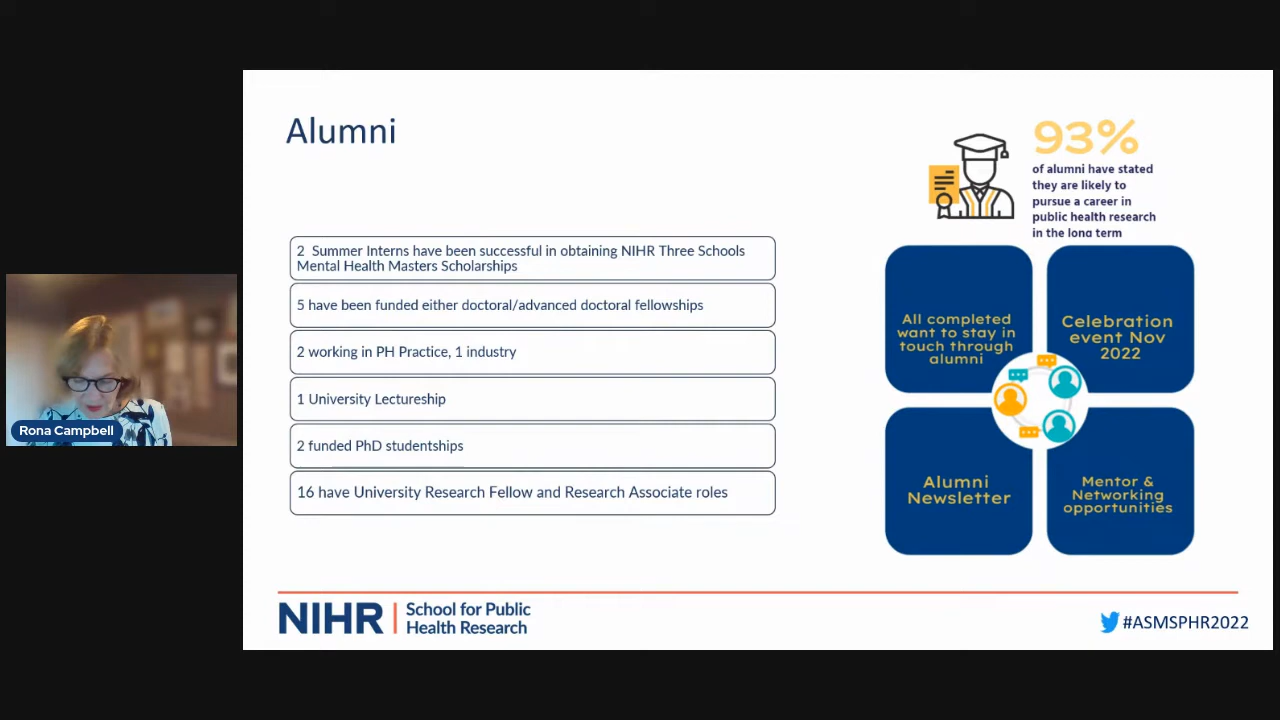 Alumni
93%
of alumni have stated
they are likely to
pursue a career in
public health research
in the long term
2 Summer Interns have been successful in obtaining NIHR Three Schools
Mental Health Masters Scholarships
5 have been funded either doctoral/advanced doctoral fellowships
2 working in PH Practice, 1 industry
1 University Lectureship
2 funded PhD studentships
16 have University Research Fellow and Research Associate roles
All completed
want to stay in
touch through
alumni
Celebration
event Nov
2022
Alumni
Newsletter
Mentor &
Networking
opportunities
Rona Campbell
NIHR
School for Public
Health Research
#ASMSPHR2022